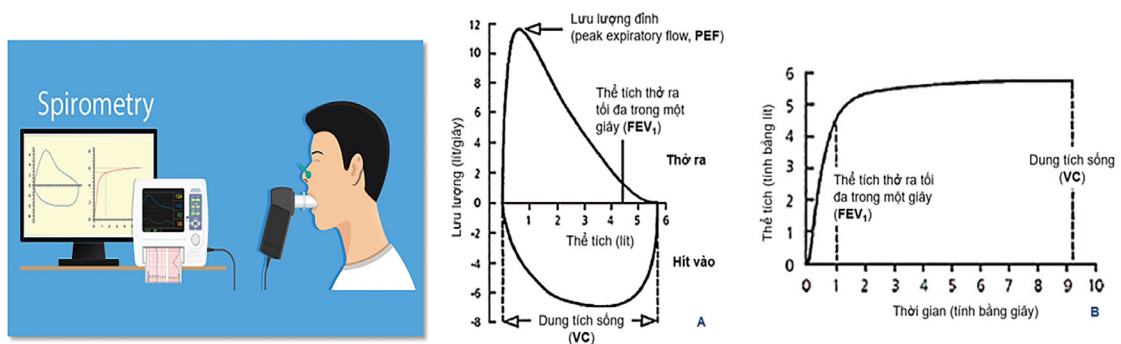 Spirometry
12
10
8
6
4
2
0
-2
-4
-6
-8
Lưu lượng (lít/giây)
Lưu lượng đỉnh
(peak expiratory flow, PEF)
Thể tích thở ra
tối đa trong một
giây (FEV₁)
Thở ra
1 2 3 4 5 6
Thể tích (lít)
Hít vào
Dung tích sống
(VC)
A
6
5
4
3
2
1
0
Thể tích (tính bằng lít)
Thể tích thở ra tối
đa trong một giây
(FEV₁)
Dung tích sống
(VC)
0 1 2 3 4 5 6 7 8 9 10
Thời gian (tính bằng giây)
B